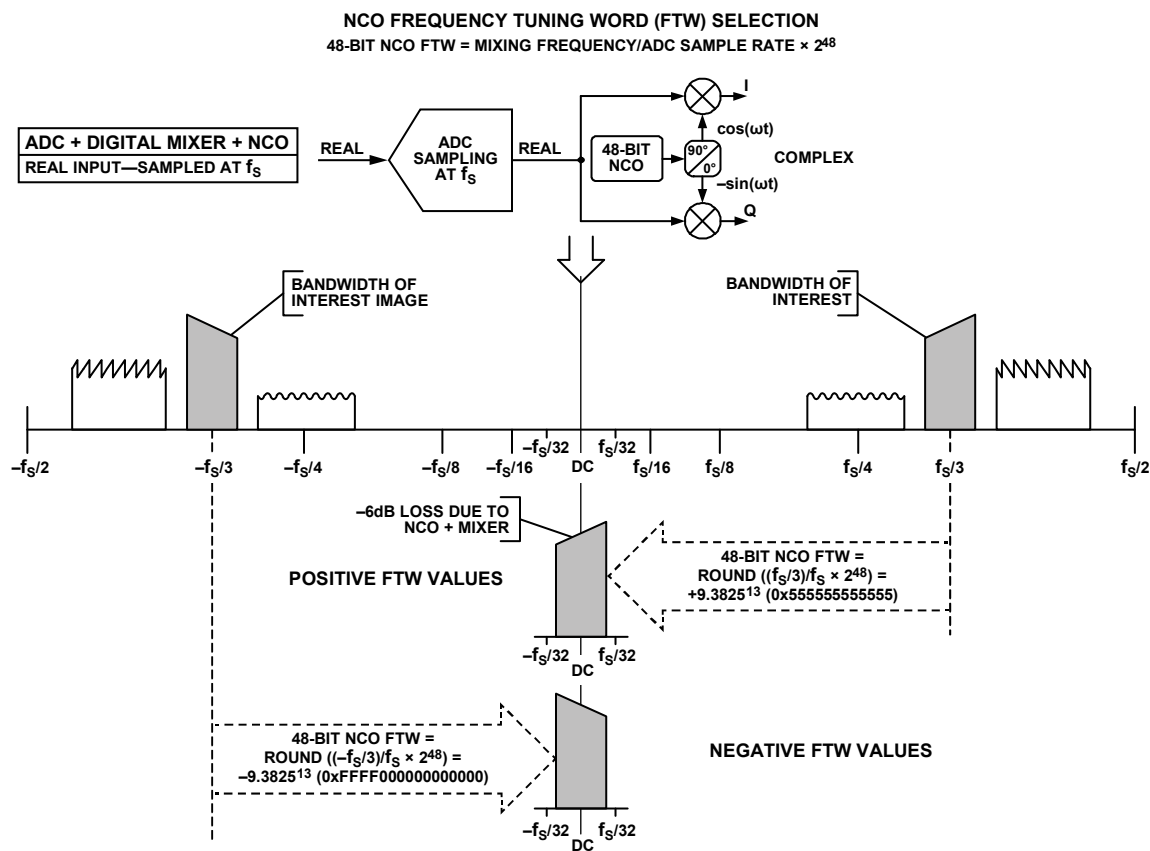 NCO FREQUENCY TUNING WORD (FTW) SELECTION
48-BIT NCO FTW = MIXING FREQUENCY/ADC SAMPLE RATE × 2⁴⁸
ADC + DIGITAL MIXER + NCO
REAL INPUT—SAMPLED AT fS
REAL
ADC
SAMPLING
AT fS
REAL
48-BIT
NCO
90°
0°
I
cos(ωt)
COMPLEX
–sin(ωt)
Q
BANDWIDTH OF
INTEREST IMAGE
BANDWIDTH OF
INTEREST
–fS/2
–fS/3
–fS/4
–fS/8
–fS/16
–fS/32
DC
fS/32
fS/16
fS/8
fS/4
fS/3
fS/2
–6dB LOSS DUE TO
NCO + MIXER
POSITIVE FTW VALUES
48-BIT NCO FTW =
ROUND ((fS/3)/fS × 2⁴⁸) =
+9.3825¹³ (0x555555555555)
–fS/32
DC
fS/32
48-BIT NCO FTW =
ROUND ((–fS/3)/fS × 2⁴⁸) =
–9.3825¹³ (0xFFFF000000000000)
NEGATIVE FTW VALUES
–fS/32
DC
fS/32